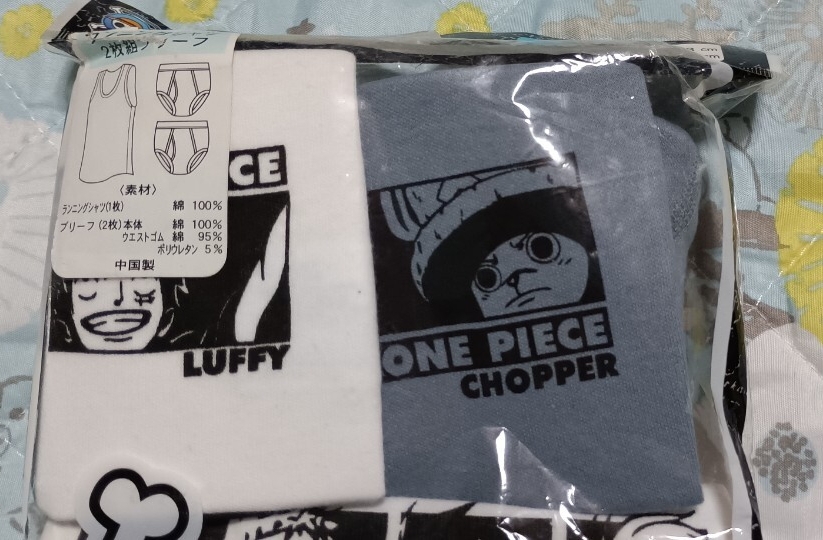 2枚組ブリーフ
〈素材〉
ランニングシャツ(1枚) 綿 100%
ブリーフ(2枚)本体 綿 100%
ウエストゴム 綿 95%
ポリウレタン 5%
中国製
CE
LUFFY
ONE PIECE
CHOPPER
cm